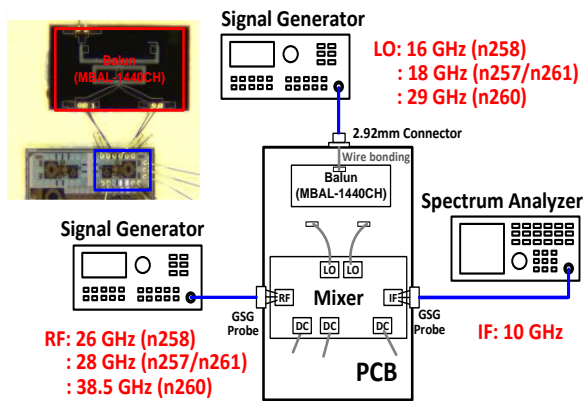 Signal Generator
LO: 16 GHz (n258)
: 18 GHz (n257/n261)
: 29 GHz (n260)
Balun
(MBAL-1440CH)
2.92mm Connector
Wire bonding
Balun
(MBAL-1440CH)
Spectrum Analyzer
Signal Generator
LO LO
RF Mixer IF
GSG
Probe
GSG
Probe
DC DC DC
PCB
RF: 26 GHz (n258)
: 28 GHz (n257/n261)
: 38.5 GHz (n260)
IF: 10 GHz